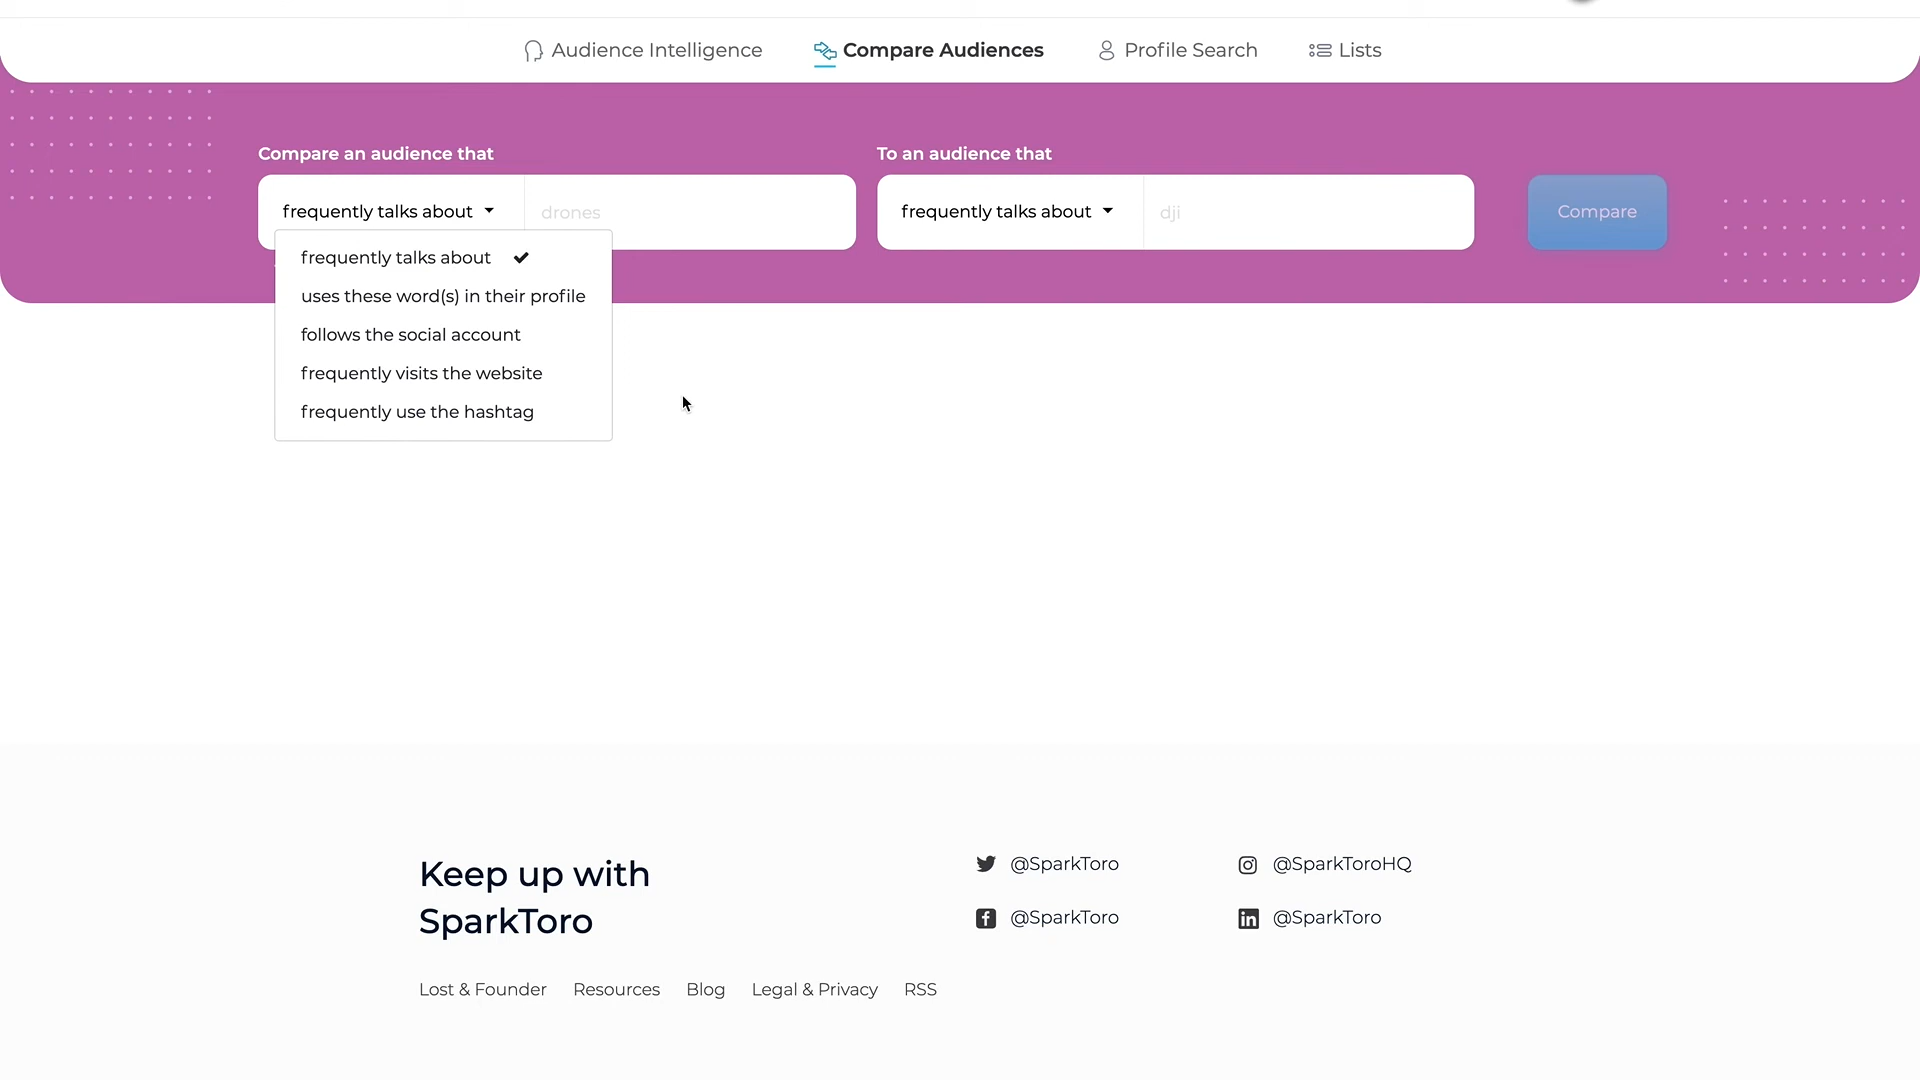 Audience Intelligence
Compare Audiences
Profile Search
Lists
Compare an audience that
To an audience that
frequently talks about
drones
frequently talks about
dji
Compare
frequently talks about
uses these word(s) in their profile
follows the social account
frequently visits the website
frequently use the hashtag
Keep up with
SparkToro
@SparkToro
@SparkToroHQ
@SparkToro
@SparkToro
Lost & Founder
Resources
Blog
Legal & Privacy
RSS